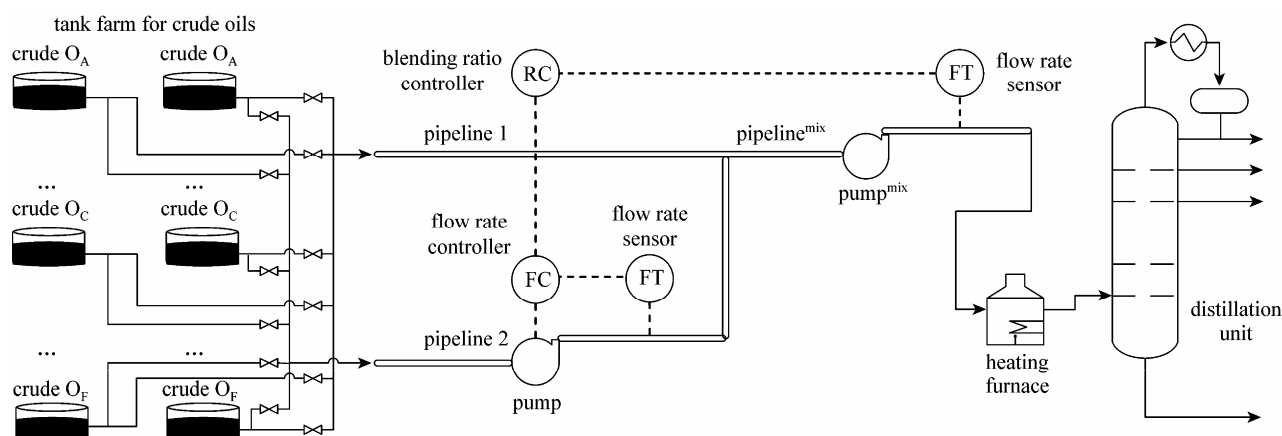 tank farm for crude oils
crude O_A
crude O_A
...
...
crude O_C
crude O_C
...
...
crude O_F
crude O_F
blending ratio
controller
RC
FT
flow rate
sensor
pipeline 1
pipeline^mix
pump^mix
flow rate
controller
FC
flow rate
sensor
FT
pipeline 2
pump
heating
furnace
distillation
unit